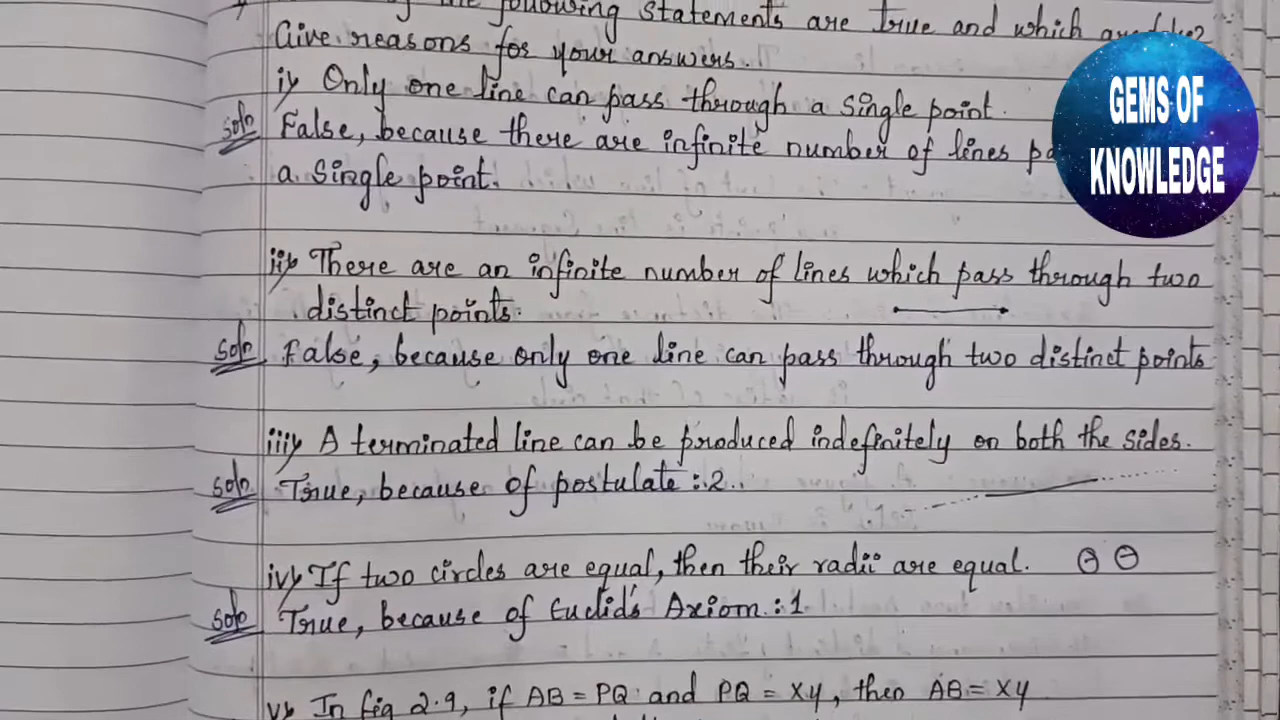 following statements are true and which are
Give reasons for your answers.
i) Only one line can pass through a single point.
Soln False, because there are infinite number of lines
a single point.
ii) There are an infinite number of lines which pass through two
distinct points.
Soln False, because only one line can pass through two distinct points
iii) A terminated line can be produced indefinitely on both the sides.
Soln True, because of postulate :2.
iv) If two circles are equal, then their radii are equal.
Soln True, because of Euclid's Axiom :1
v) In fig 2.9, if AB = PQ and PQ = XY, then AB = XY
GEMS OF
KNOWLEDGE